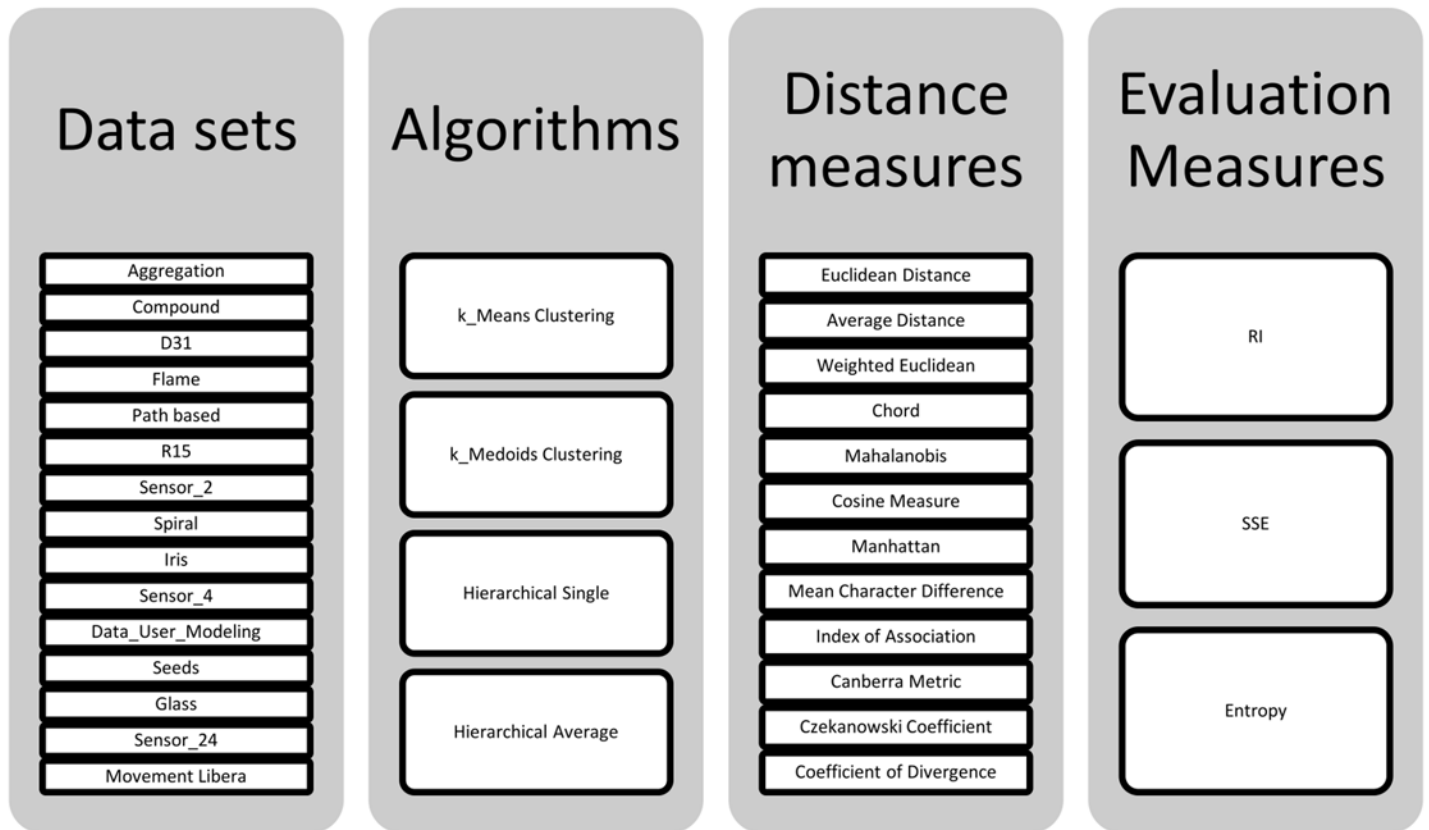 Data sets
Aggregation
Compound
D31
Flame
Path based
R15
Sensor_2
Spiral
Iris
Sensor_4
Data_User_Modeling
Seeds
Glass
Sensor_24
Movement Libera
Algorithms
k_Means Clustering
k_Medoids Clustering
Hierarchical Single
Hierarchical Average
Distance
measures
Euclidean Distance
Average Distance
Weighted Euclidean
Chord
Mahalanobis
Cosine Measure
Manhattan
Mean Character Difference
Index of Association
Canberra Metric
Czekanowski Coefficient
Coefficient of Divergence
Evaluation
Measures
RI
SSE
Entropy